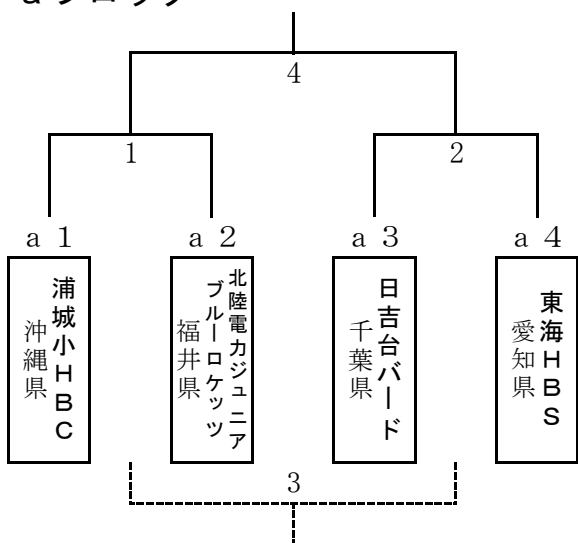 aブロック
4
1
2
a 1
a 2
a 3
a 4
浦城小HBC
沖縄県
北陸電力ジュニア
ブルーロケッツ
福井県
日吉台バード
千葉県
東海HBS
愛知県
3